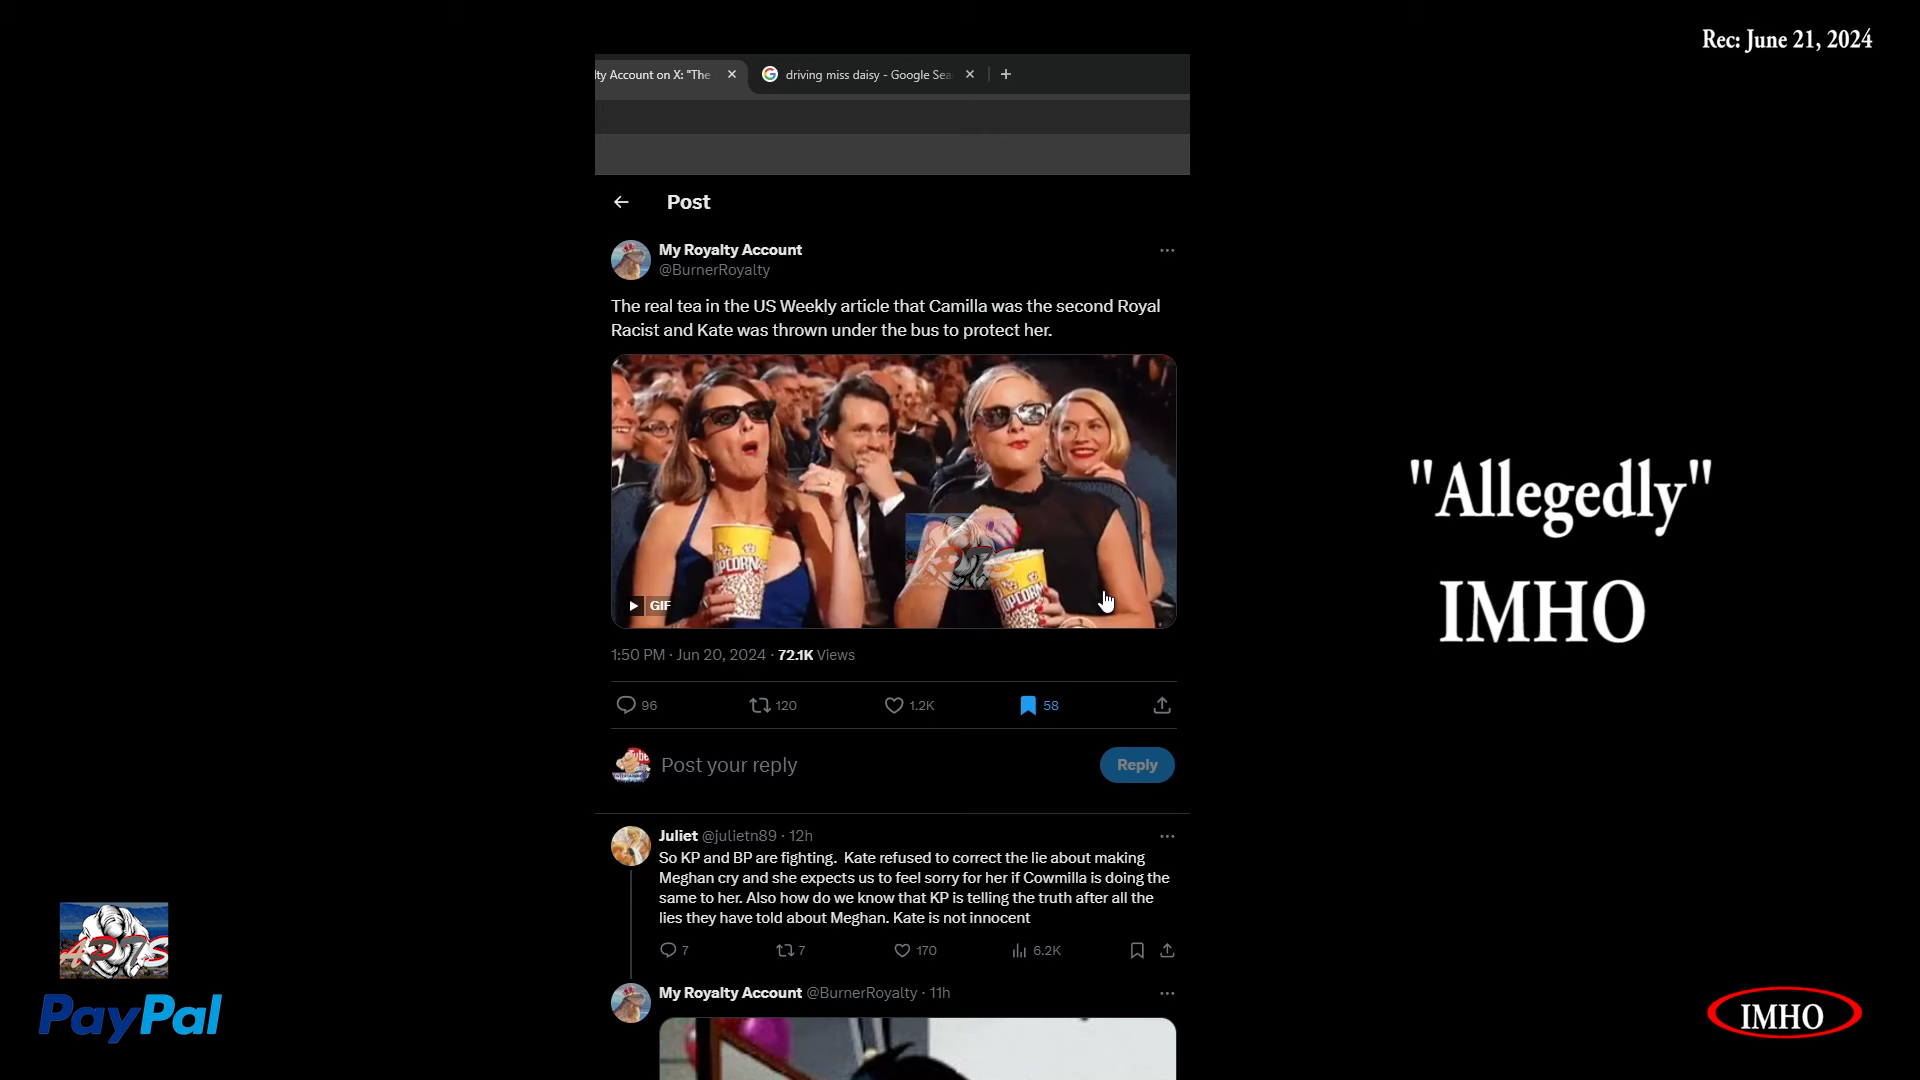 Rec: June 21, 2024
ty Account on X: "The
driving miss daisy - Google Sea
Post
My Royalty Account
@BurnerRoyalty
The real tea in the US Weekly article that Camilla was the second Royal
Racist and Kate was thrown under the bus to protect her.
OPCORN
OPCORN
GIF
1:50 PM · Jun 20, 2024 · 72.1K Views
96 120 1.2K 58
Post your reply
Reply
Juliet @julietn89 · 12h
So KP and BP are fighting. Kate refused to correct the lie about making
Meghan cry and she expects us to feel sorry for her if Cowmilla is doing the
same to her. Also how do we know that KP is telling the truth after all the
lies they have told about Meghan. Kate is not innocent
7 7 170 6.2K
My Royalty Account @BurnerRoyalty · 11h
"Allegedly"
IMHO
PayPal
IMHO